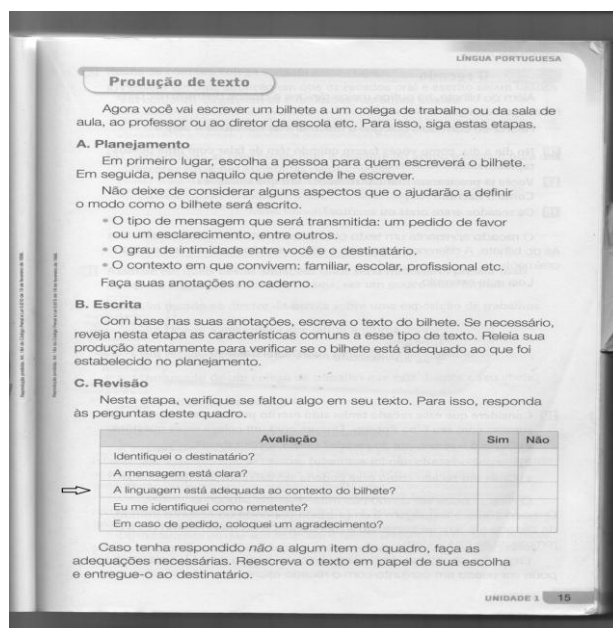 LÍNGUA PORTUGUESA
Produção de texto
Agora você vai escrever um bilhete a um colega de trabalho ou da sala de
aula, ao professor ou ao diretor da escola etc. Para isso, siga estas etapas.
A. Planejamento
Em primeiro lugar, escolha a pessoa para quem escreverá o bilhete.
Em seguida, pense naquilo que pretende lhe escrever.
Não deixe de considerar alguns aspectos que o ajudarão a definir
o modo como o bilhete será escrito.
• O tipo de mensagem que será transmitida: um pedido de favor
ou um esclarecimento, entre outros.
• O grau de intimidade entre você e o destinatário.
• O contexto em que convivem: familiar, escolar, profissional etc.
Faça suas anotações no caderno.
B. Escrita
Com base nas suas anotações, escreva o texto do bilhete. Se necessário,
reveja nesta etapa as características comuns a esse tipo de texto. Releia sua
produção atentamente para verificar se o bilhete está adequado ao que foi
estabelecido no planejamento.
C. Revisão
Nesta etapa, verifique se faltou algo em seu texto. Para isso, responda
às perguntas deste quadro.
Avaliação Sim Não
Identifiquei o destinatário?
A mensagem está clara?
A linguagem está adequada ao contexto do bilhete?
Eu me identifiquei como remetente?
Em caso de pedido, coloquei um agradecimento?
Caso tenha respondido não a algum item do quadro, faça as
adequações necessárias. Reescreva o texto em papel de sua escolha
e entregue-o ao destinatário.
UNIDADE 1 15